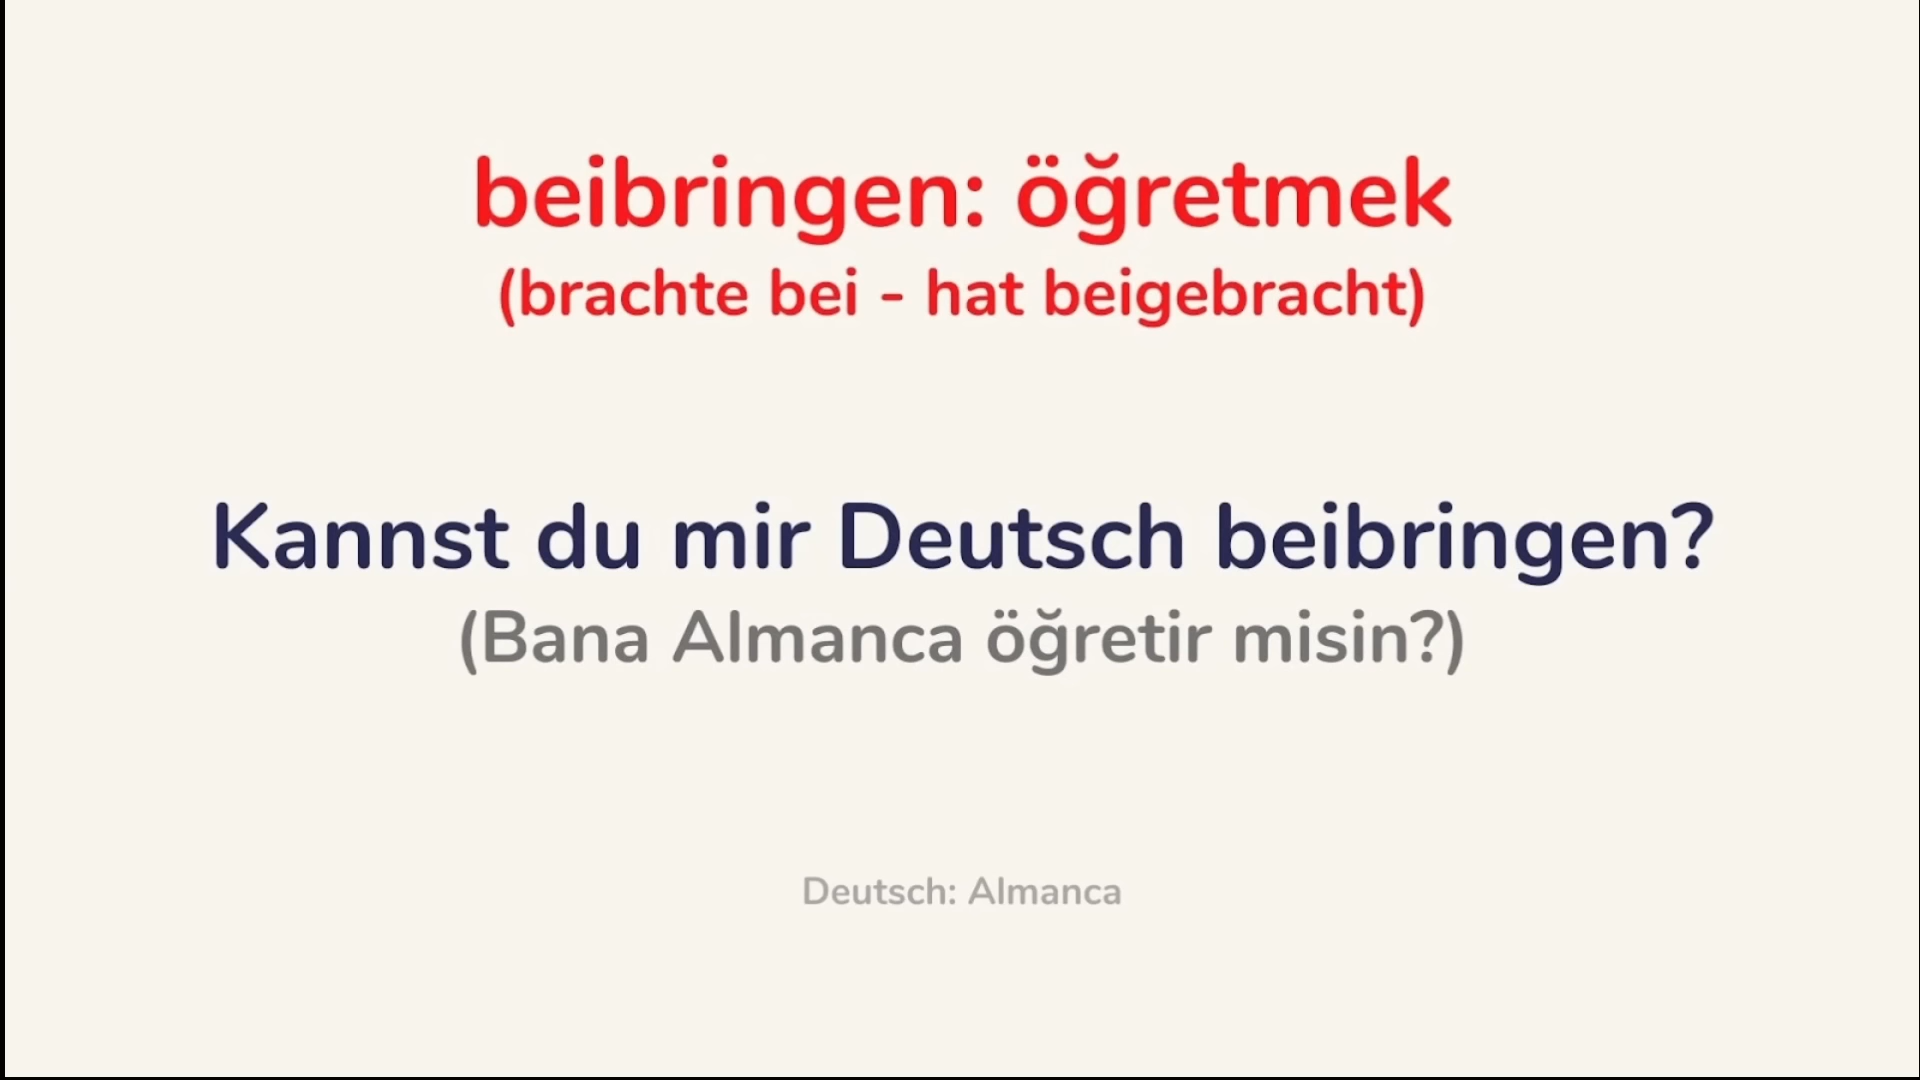 beibringen: öğretmek
(brachte bei - hat beigebracht)
Kannst du mir Deutsch beibringen?
(Bana Almanca öğretir misin?)
Deutsch: Almanca